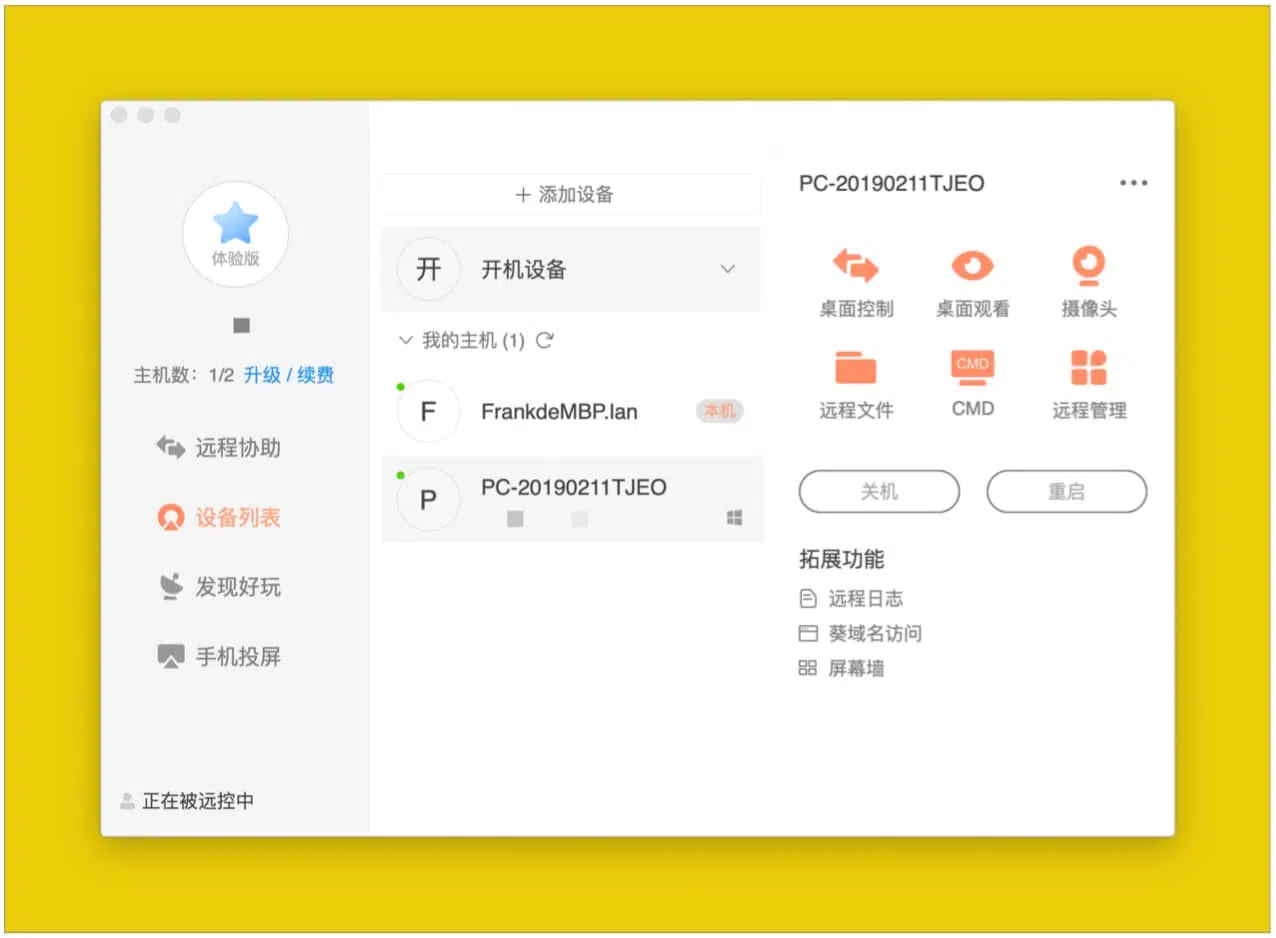 体验版
主机数：1/2 升级 / 续费
远程协助
设备列表
发现好玩
手机投屏
正在被远控中
+ 添加设备
开 开机设备
我的主机 (1)
F FrankdeMBP.lan 本机
P PC-20190211TJEO
PC-20190211TJEO
桌面控制 桌面观看 摄像头
CMD
远程文件 CMD 远程管理
关机 重启
拓展功能
远程日志
葵域名访问
屏幕墙